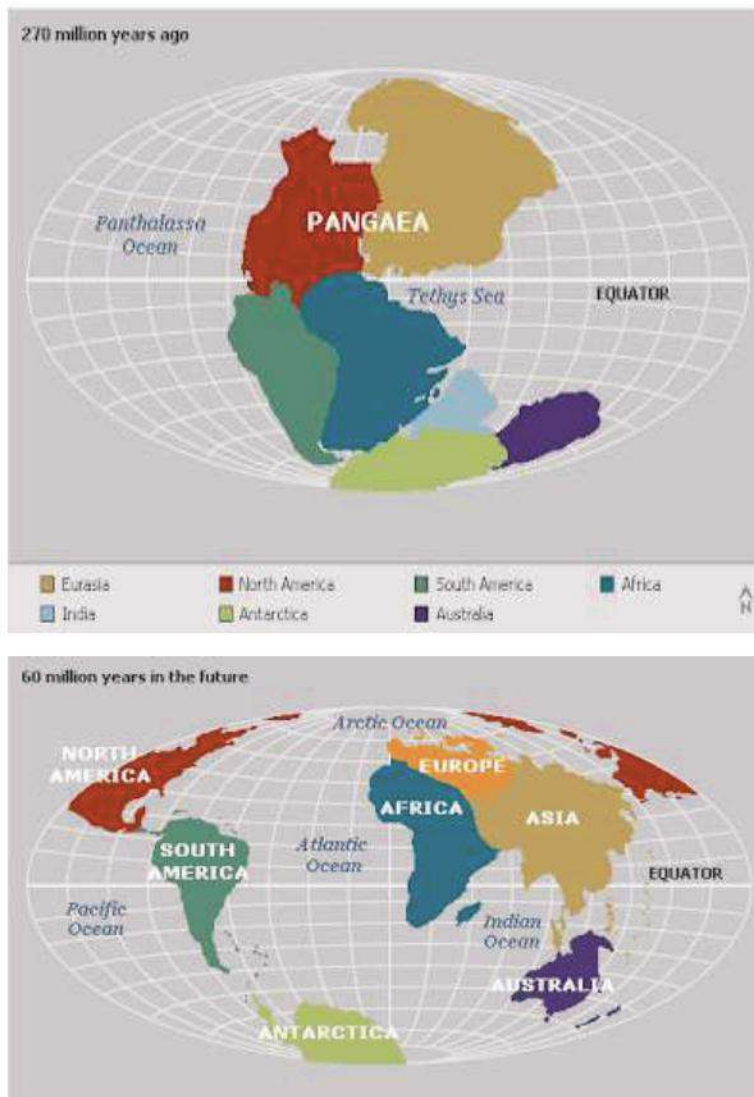 270 million years ago
Panthalassa
Ocean
PANGAEA
Tethys Sea
EQUATOR
Eurasia
North America
South America
Africa
India
Antarctica
Australia
N
60 million years in the future
Arctic Ocean
NORTH
AMERICA
EUROPE
AFRICA
ASIA
SOUTH
AMERICA
Atlantic
Ocean
EQUATOR
Pacific
Ocean
Indian
Ocean
AUSTRALIA
ANTARCTICA